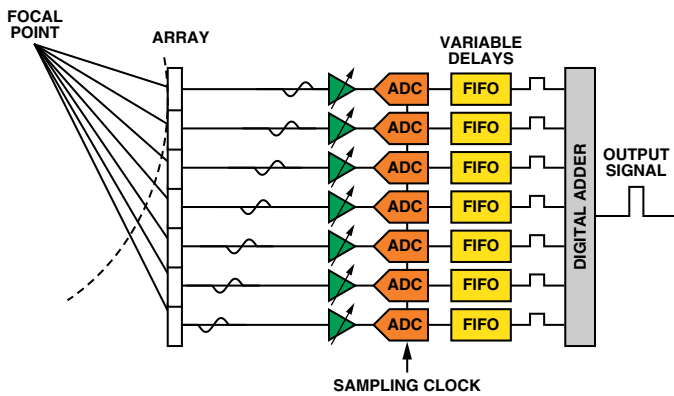 FOCAL
POINT
ARRAY
VARIABLE
DELAYS
ADC FIFO
ADC FIFO
ADC FIFO
ADC FIFO
ADC FIFO
ADC FIFO
ADC FIFO
DIGITAL ADDER
OUTPUT
SIGNAL
SAMPLING CLOCK